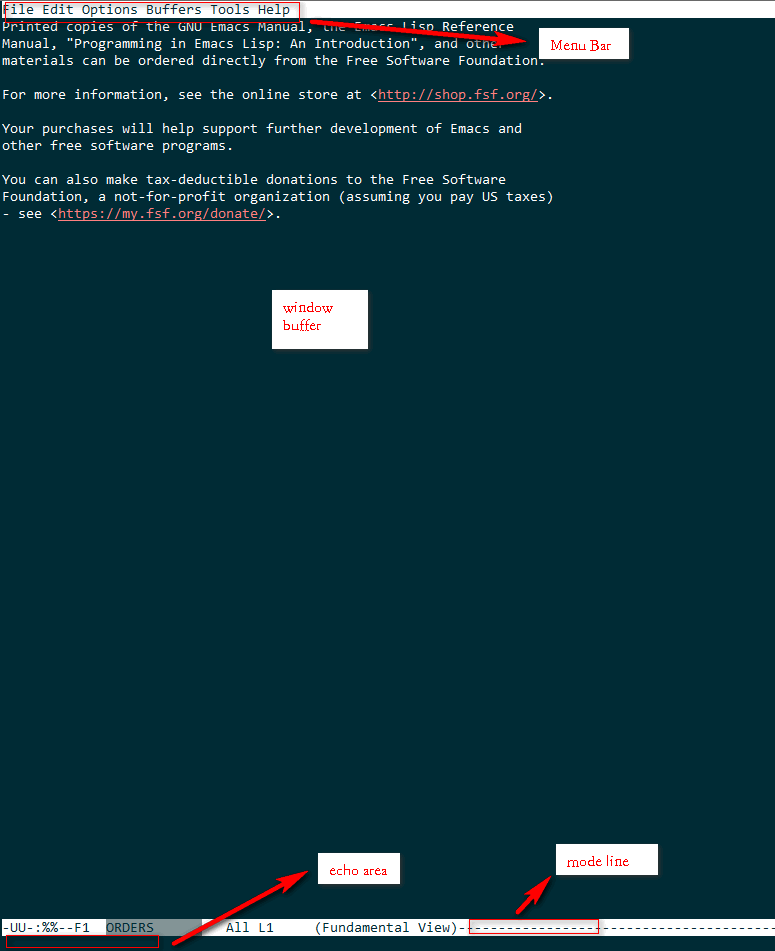 File Edit Options Buffers Tools Help
Printed copies of the GNU Emacs Manual, the Emacs Lisp Reference
Manual, "Programming in Emacs Lisp: An Introduction", and other
Menu Bar
materials can be ordered directly from the Free Software Foundation.
For more information, see the online store at <http://shop.fsf.org/>.
Your purchases will help support further development of Emacs and
other free software programs.
You can also make tax-deductible donations to the Free Software
Foundation, a not-for-profit organization (assuming you pay US taxes)
- see <https://my.fsf.org/donate/>.
window
buffer
mode line
echo area
-UU-:%%--F1  ORDERS      All L1     (Fundamental View)---------------------------------------